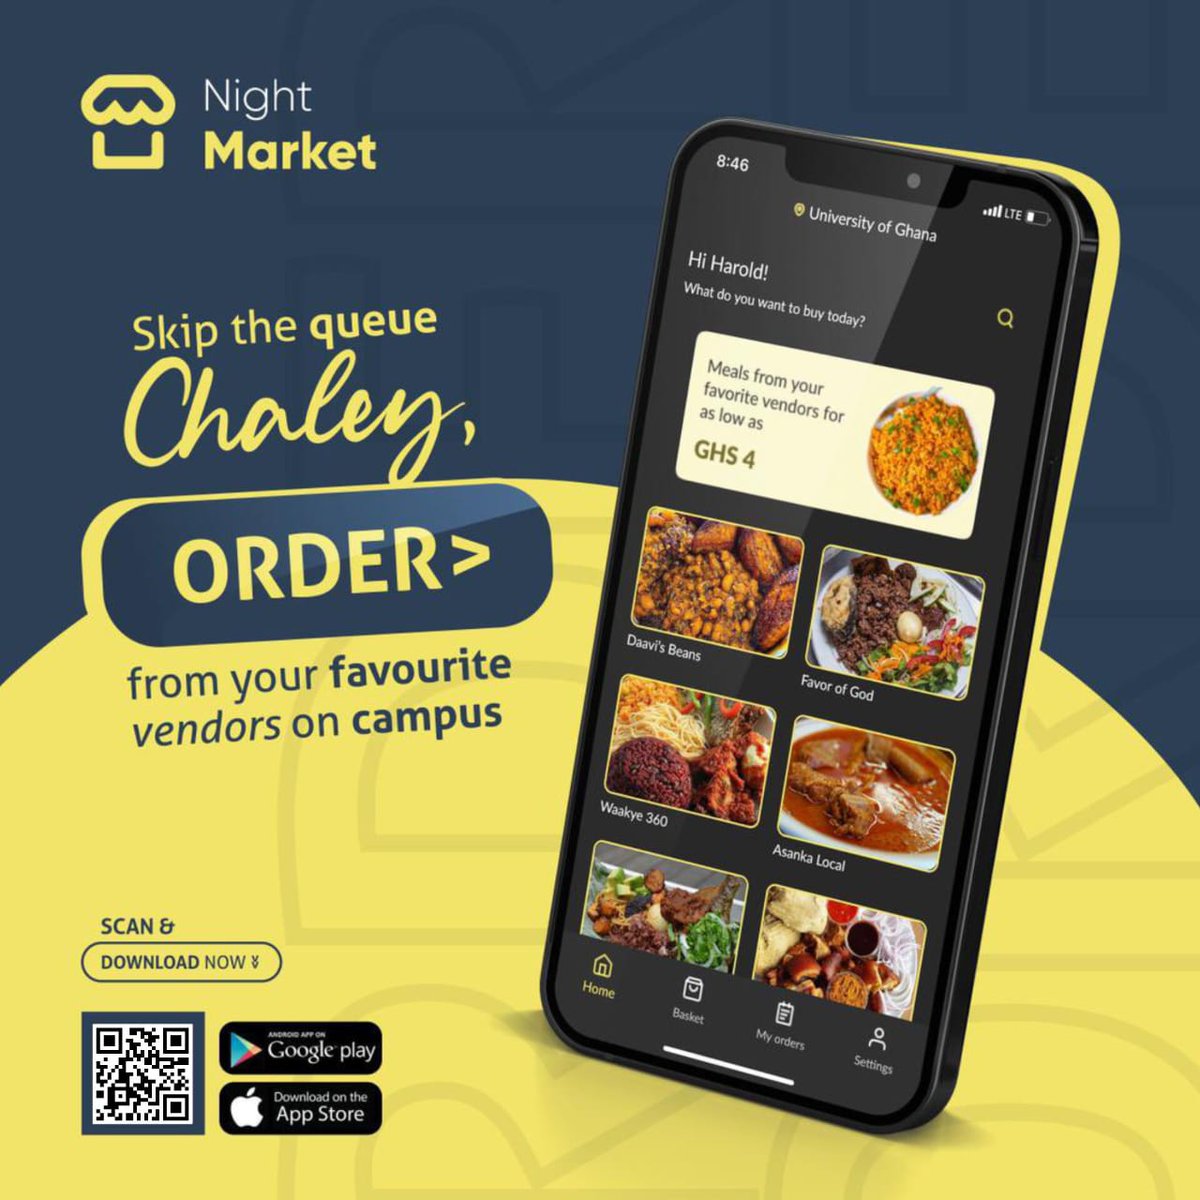 Night
Market
Skip the queue
Chaley,
ORDER>
from your favourite
vendors on campus
SCAN &
DOWNLOAD NOW
ANDROID APP ON
Google play
Download on the
App Store
8:46
LTE
University of Ghana
Hi Harold!
What do you want to buy today?
Meals from your
favorite vendors for
as low as
GHS 4
Daavi's Beans
Favor of God
Waakye 360
Asanka Local
Home
Basket
My orders
Settings